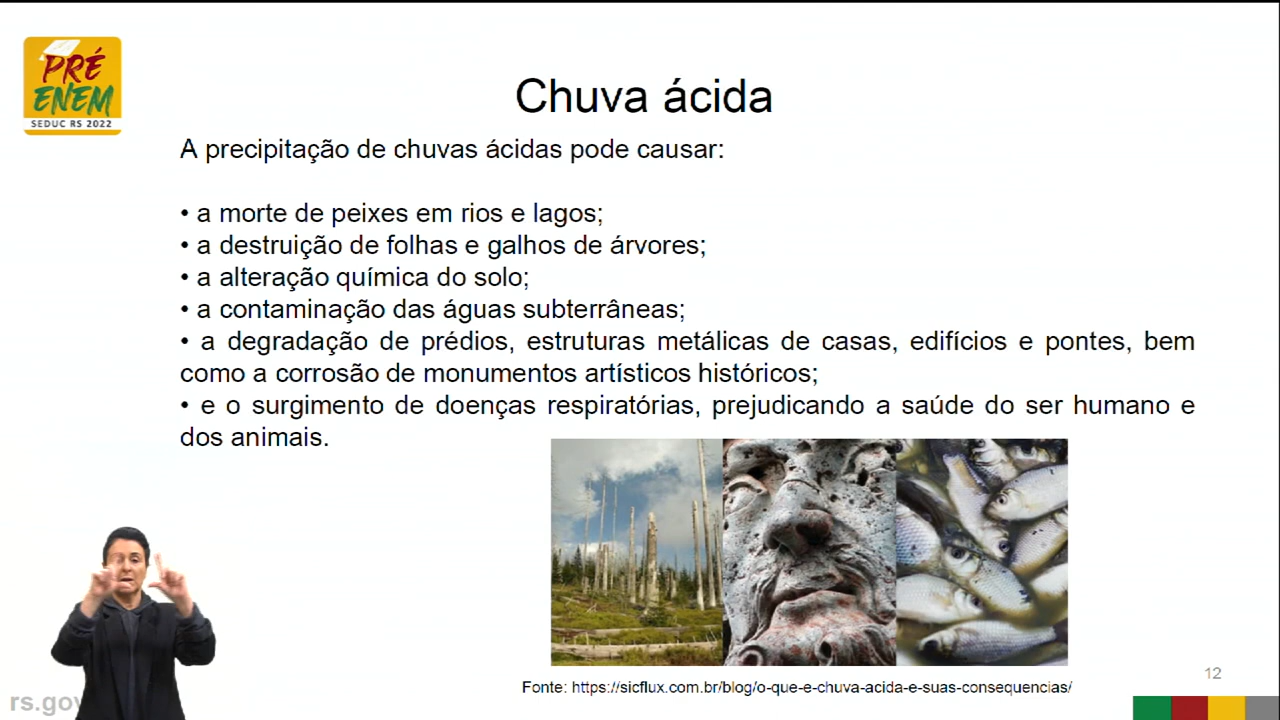 PRÉ
ENEM
SEDUC RS 2022
Chuva ácida
A precipitação de chuvas ácidas pode causar:
• a morte de peixes em rios e lagos;
• a destruição de folhas e galhos de árvores;
• a alteração química do solo;
• a contaminação das águas subterrâneas;
• a degradação de prédios, estruturas metálicas de casas, edifícios e pontes, bem
como a corrosão de monumentos artísticos históricos;
• e o surgimento de doenças respiratórias, prejudicando a saúde do ser humano e
dos animais.
Fonte: https://sicflux.com.br/blog/o-que-e-chuva-acida-e-suas-consequencias/
12
rs.gov